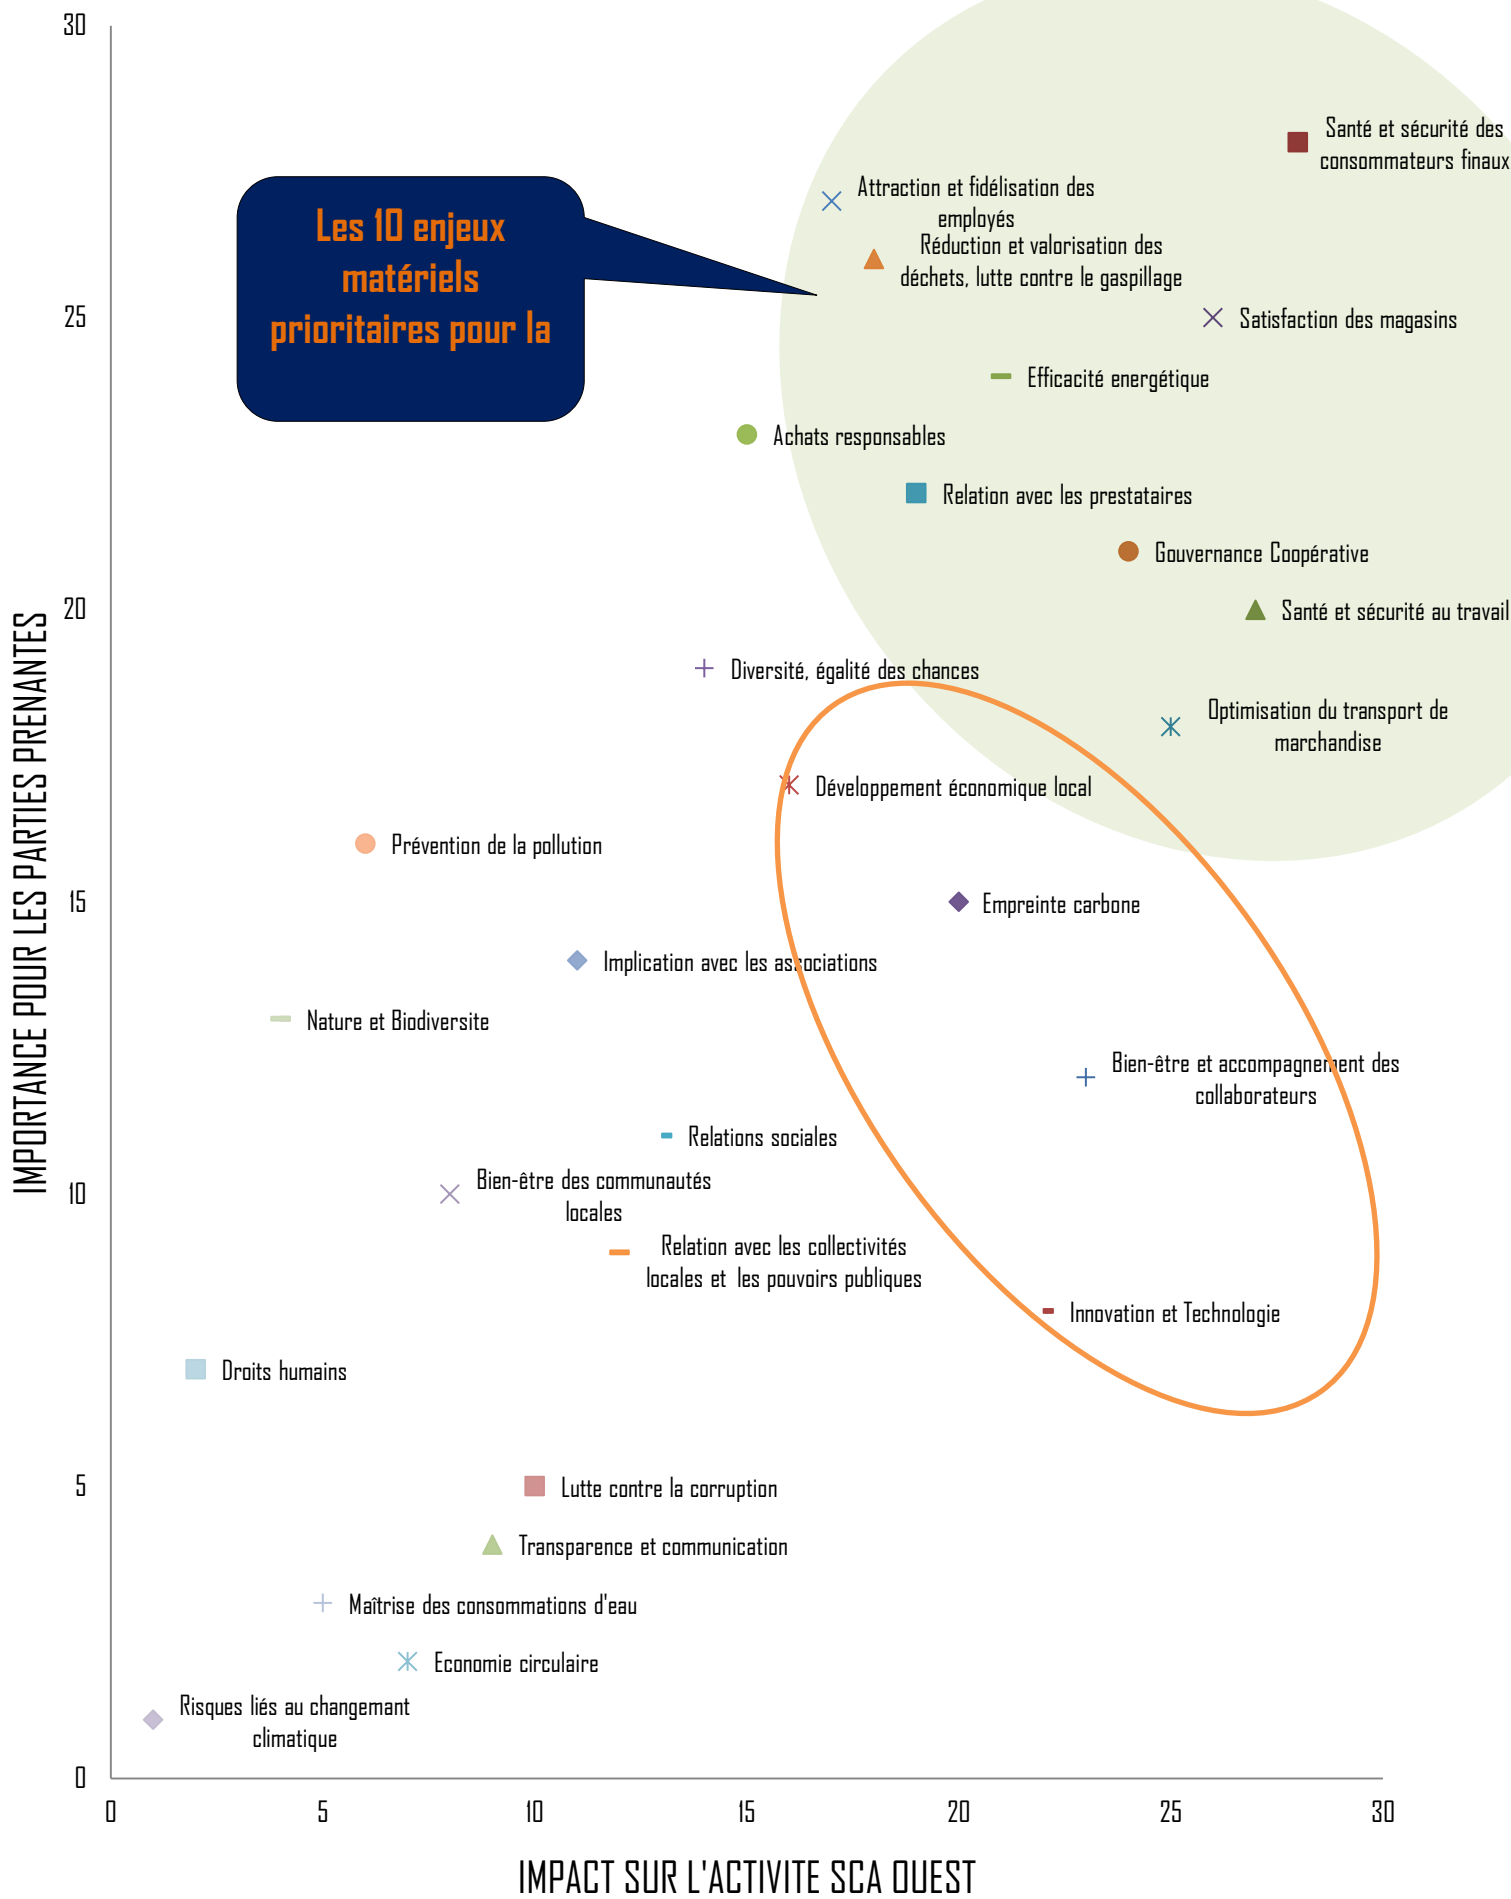 30
Santé et sécurité des
consommateurs finaux
Attraction et fidélisation des
employés
Les 10 enjeux
matériels
prioritaires pour la
Réduction et valorisation des
déchets, lutte contre le gaspillage
25
Satisfaction des magasins
Efficacité energétique
Achats responsables
Relation avec les prestataires
Gouvernance Coopérative
20
Santé et sécurité au travail
Diversité, égalité des chances
Optimisation du transport de
marchandise
Développement économique local
Prévention de la pollution
15
Empreinte carbone
Implication avec les associations
Nature et Biodiversite
Bien-être et accompagnement des
collaborateurs
Relations sociales
10
Bien-être des communautés
locales
Relation avec les collectivités
locales et les pouvoirs publiques
Innovation et Technologie
Droits humains
5
Lutte contre la corruption
Transparence et communication
Maîtrise des consommations d'eau
Economie circulaire
Risques liés au changemant
climatique
0
IMPORTANCE POUR LES PARTIES PRENANTES
0 5 10 15 20 25 30
IMPACT SUR L'ACTIVITE SCA OUEST